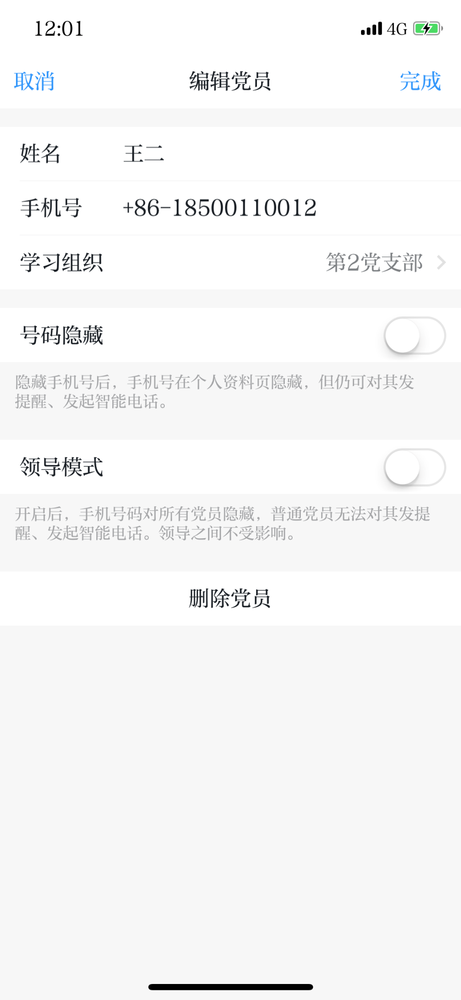 12:01 4G
取消 编辑党员 完成
姓名 王二
手机号 +86-18500110012
学习组织 第2党支部
号码隐藏
隐藏手机号后，手机号在个人资料页隐藏，但仍可对其发
提醒、发起智能电话。
领导模式
开启后，手机号码对所有党员隐藏，普通党员无法对其发提
醒、发起智能电话。领导之间不受影响。
删除党员